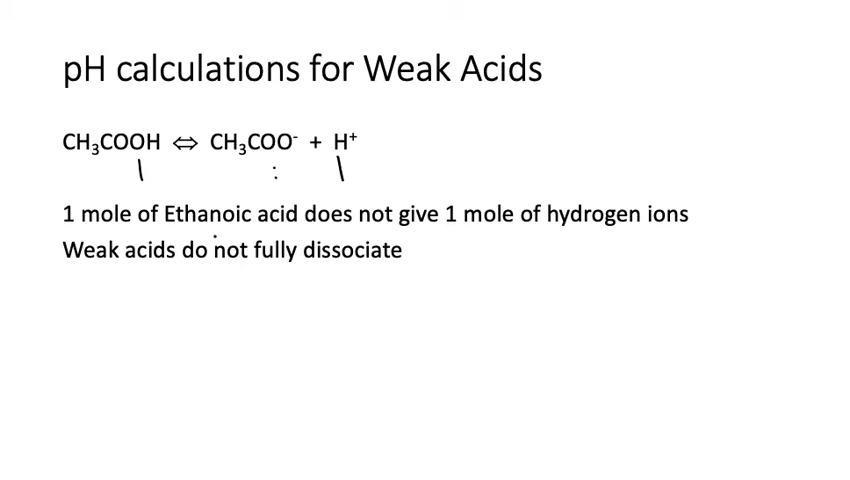 pH calculations for Weak Acids
CH₃COOH ⇔ CH₃COO⁻ + H⁺
1 mole of Ethanoic acid does not give 1 mole of hydrogen ions
Weak acids do not fully dissociate